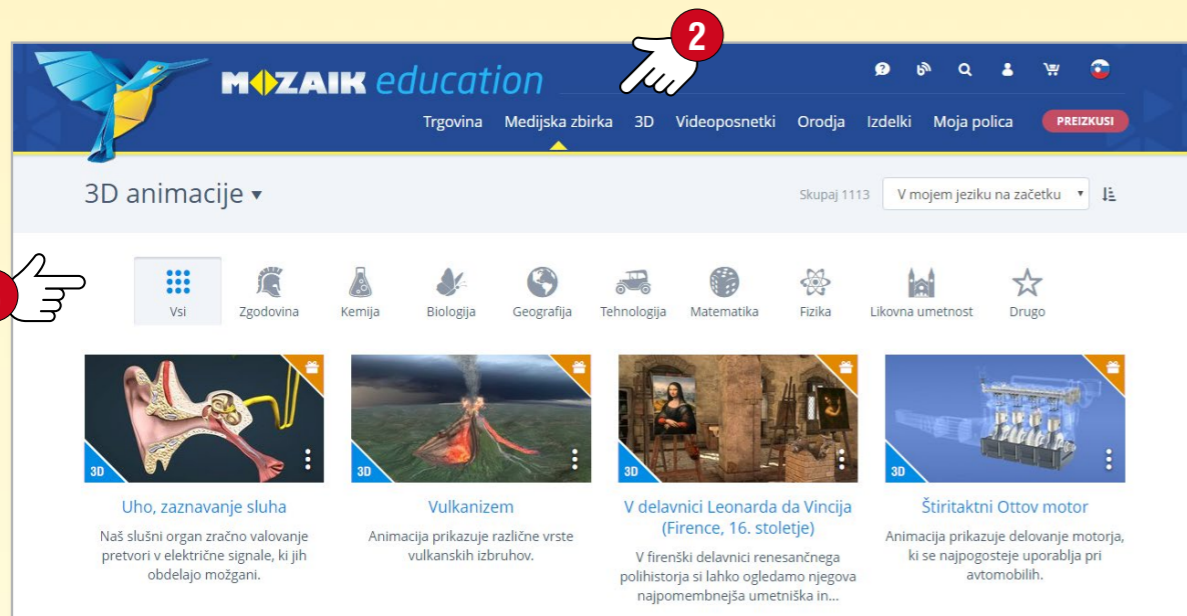 2
MOZAIK education
Trgovina Medijska zbirka 3D Videoposnetki Orodja Izdelki Moja polica PREIZKUSI
3D animacije
Skupaj 1113 V mojem jeziku na začetku
Vsi Zgodovina Kemija Biologija Geografija Tehnologija Matematika Fizika Likovna umetnost Drugo
3D 3D 3D 3D
Uho, zaznavanje sluha
Naš slušni organ zračno valovanje
pretvori v električne signale, ki jih
obdelajo možgani.
Vulkanizem
Animacija prikazuje različne vrste
vulkanskih izbruhov.
V delavnici Leonarda da Vincija
(Firence, 16. stoletje)
V firenški delavnici renesančnega
polihistorja si lahko ogledamo njegova
najpomembnejša umetniška in...
Štiritaktni Ottov motor
Animacija prikazuje delovanje motorja,
ki se najpogosteje uporablja pri
avtomobilih.